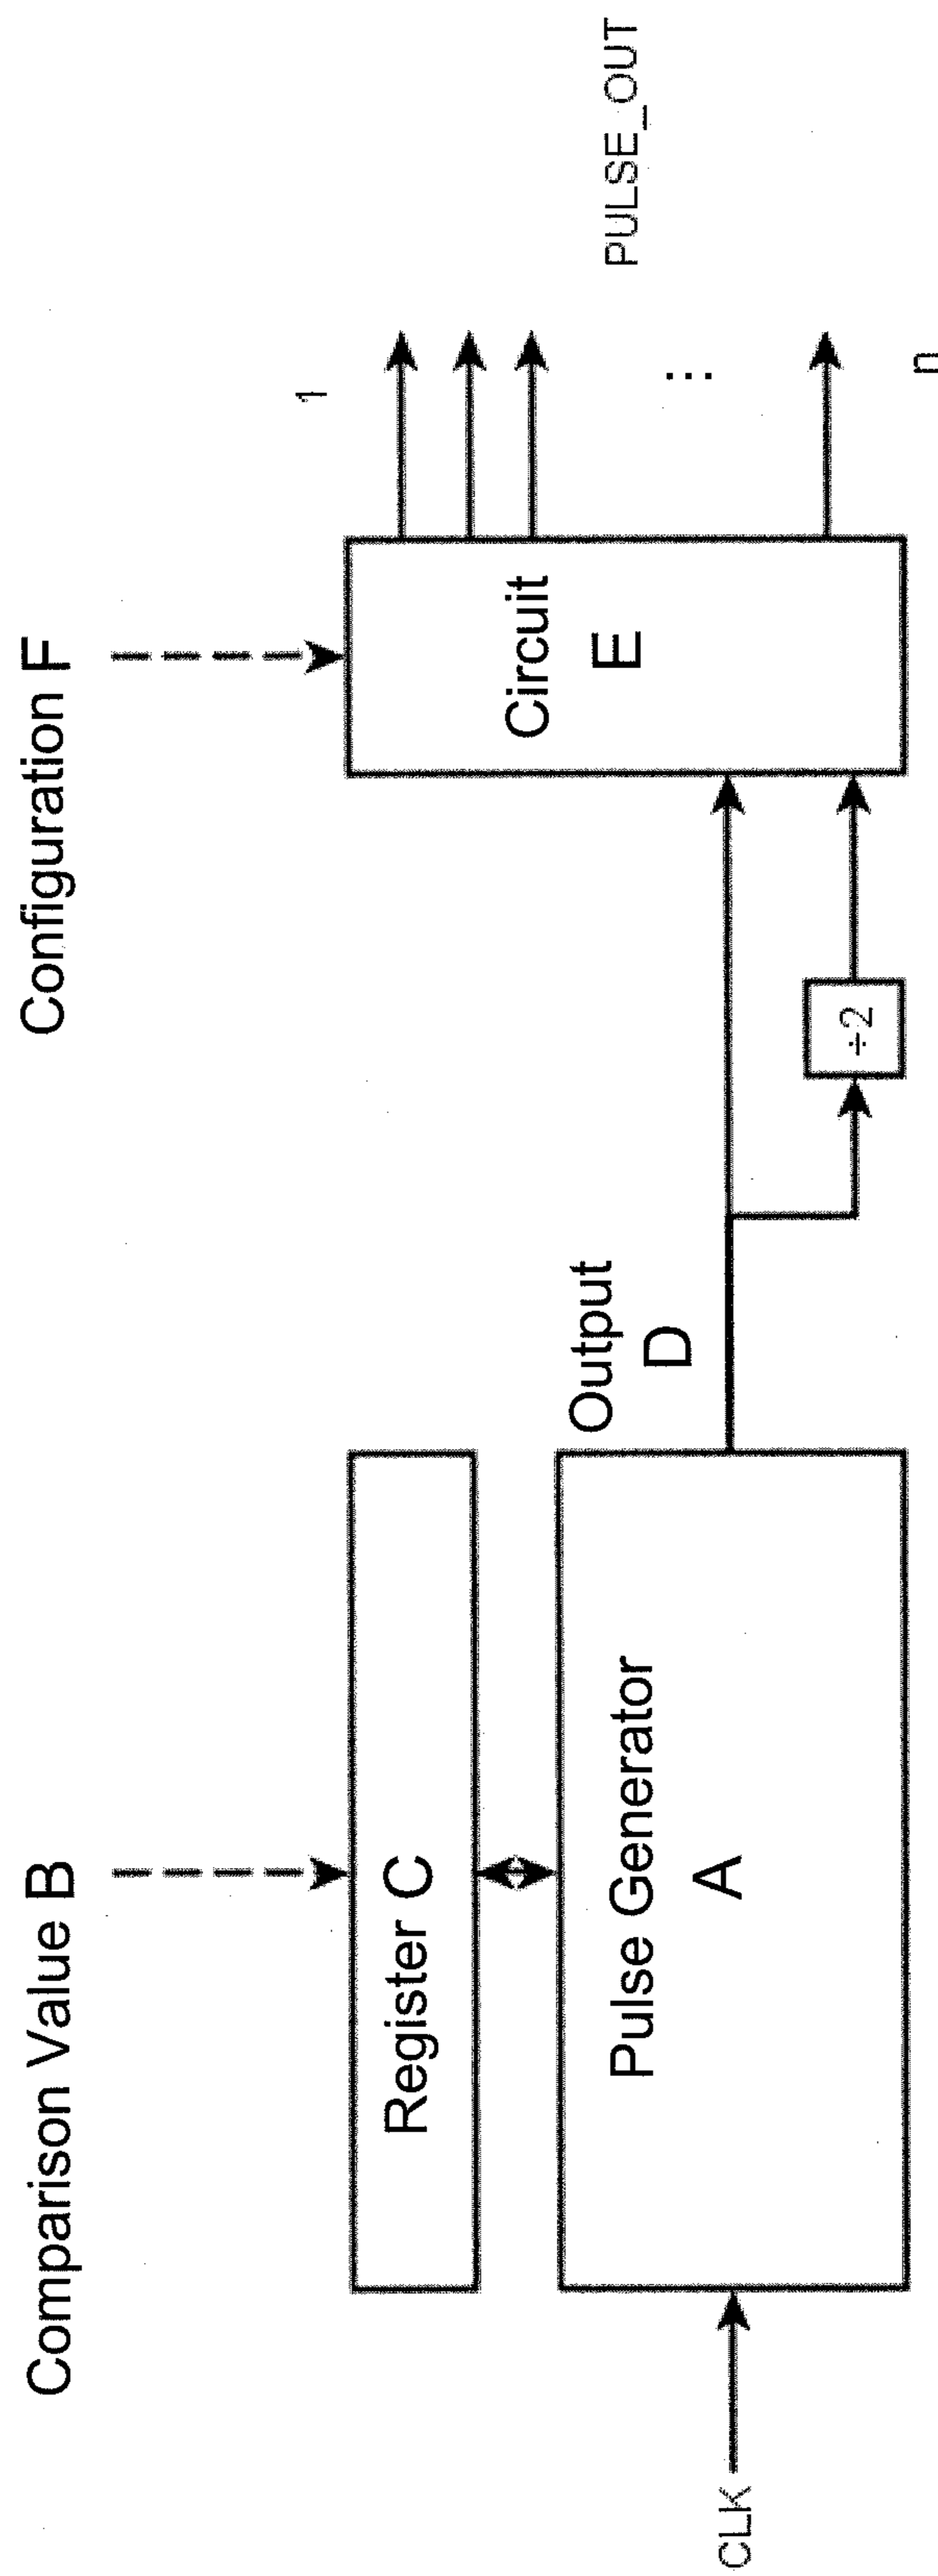 Comparison Value B
Configuration F
Register C
Pulse Generator
A
CLK
Output
D
÷2
Circuit
E
1
⋮
n
PULSE_OUT